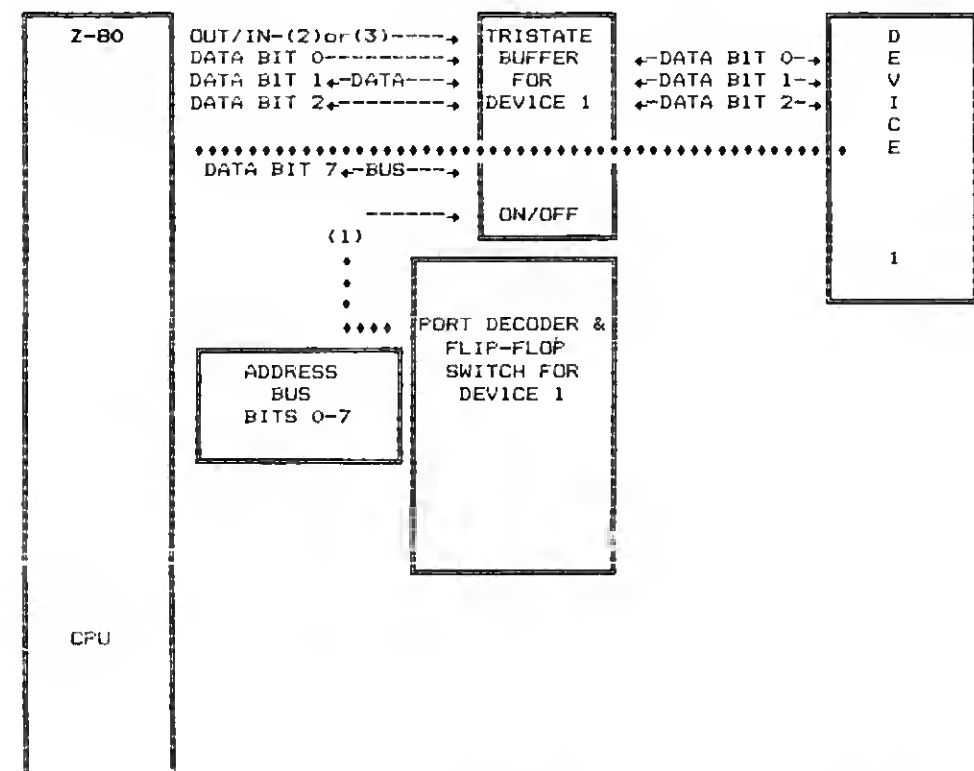 Z-80 OUT/IN-(2)or(3)----→ TRISTATE D
DATA BIT 0-------→ BUFFER ←-DATA BIT 0-→ E
DATA BIT 1←-DATA---→ FOR ←-DATA BIT 1-→ V
DATA BIT 2←--------→ DEVICE 1 ←-DATA BIT 2-→ I
C
E
DATA BIT 7←-BUS---→
------→ ON/OFF
(1)
1
PORT DECODER &
FLIP-FLOP
ADDRESS SWITCH FOR
BUS DEVICE 1
BITS 0-7
CPU